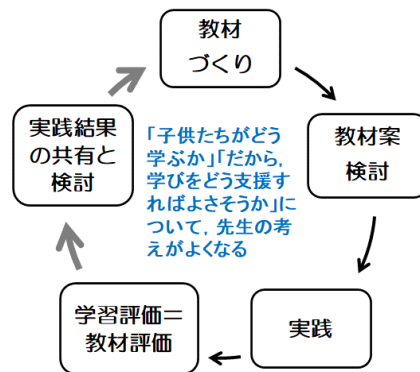 教材
づくり
教材案
検討
実践
学習評価＝
教材評価
実践結果
の共有と
検討
「子供たちがどう
学ぶか」「だから，
学びをどう支援す
ればよさそうか」につ
いて，先生の考
えがよくなる